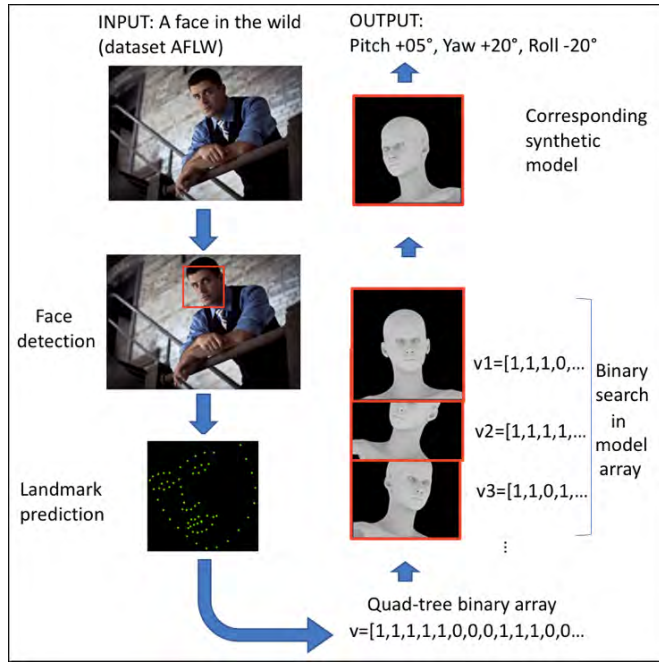 INPUT: A face in the wild
(dataset AFLW)
Face
detection
Landmark
prediction
Quad-tree binary array
v=[1,1,1,1,1,0,0,0,1,1,1,0,0...
v1=[1,1,1,0,...
v2=[1,1,1,1,...
v3=[1,1,0,1,...
⋮
Binary
search
in
model
array
Corresponding
synthetic
model
OUTPUT:
Pitch +05°, Yaw +20°, Roll -20°